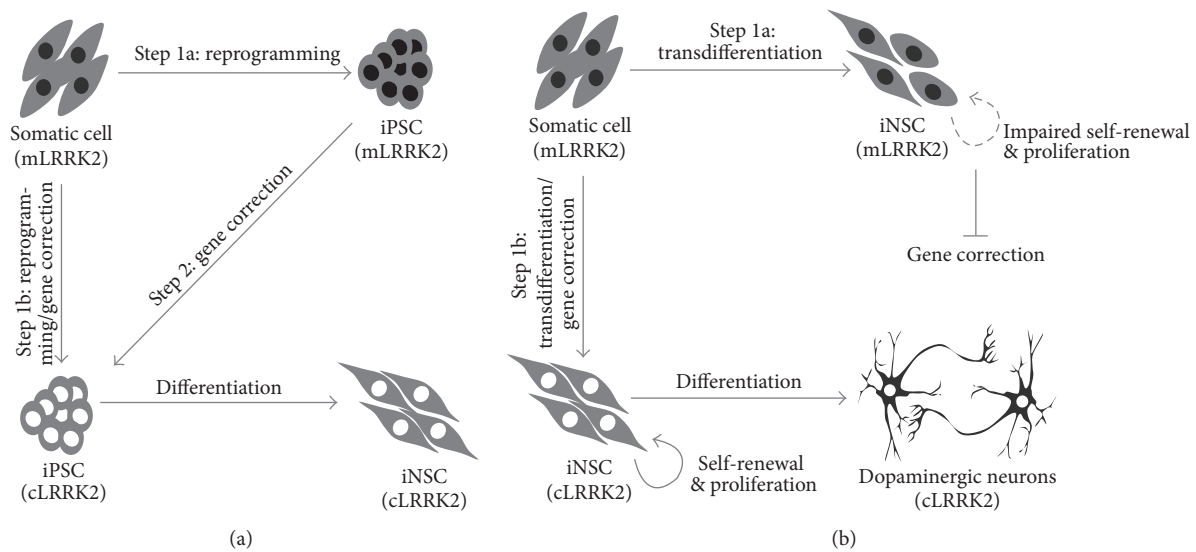 Step 1a: reprogramming
Somatic cell
(mLRRK2)
iPSC
(mLRRK2)
Step 1b: reprogram-
ming/gene correction
Step 2: gene correction
Differentiation
iPSC
(cLRRK2)
iNSC
(cLRRK2)
(a)
Step 1a:
transdifferentiation
Somatic cell
(mLRRK2)
iNSC
(mLRRK2)
Impaired self-renewal
& proliferation
Gene correction
Step 1b:
transdifferentiation/
gene correction
Differentiation
iNSC
(cLRRK2)
Self-renewal
& proliferation
Dopaminergic neurons
(cLRRK2)
(b)